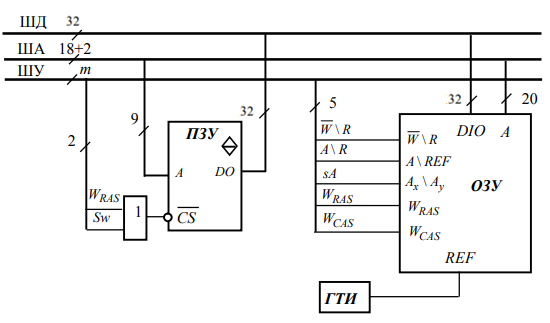 ШД 32
ША 18+2
ШУ m
2
9
32
5
32
20
ПЗУ
A DO
C̅S̅
W_RAS
S̅w̅
1
W̅ \ R
A \ R
sA
W_RAS
W_CAS
DIO A
W̅ \ R
A \ REF
ОЗУ
A_x \ A_y
W_RAS
W_CAS
REF
ГТИ